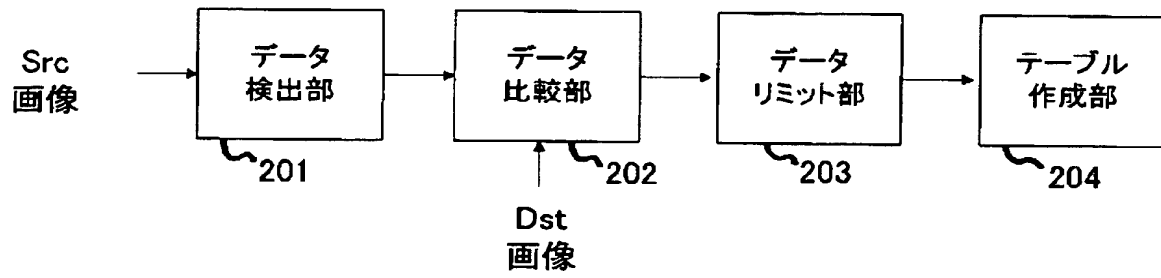 Src
画像
データ
検出部
201
データ
比較部
202
データ
リミット部
203
テーブル
作成部
204
Dst
画像